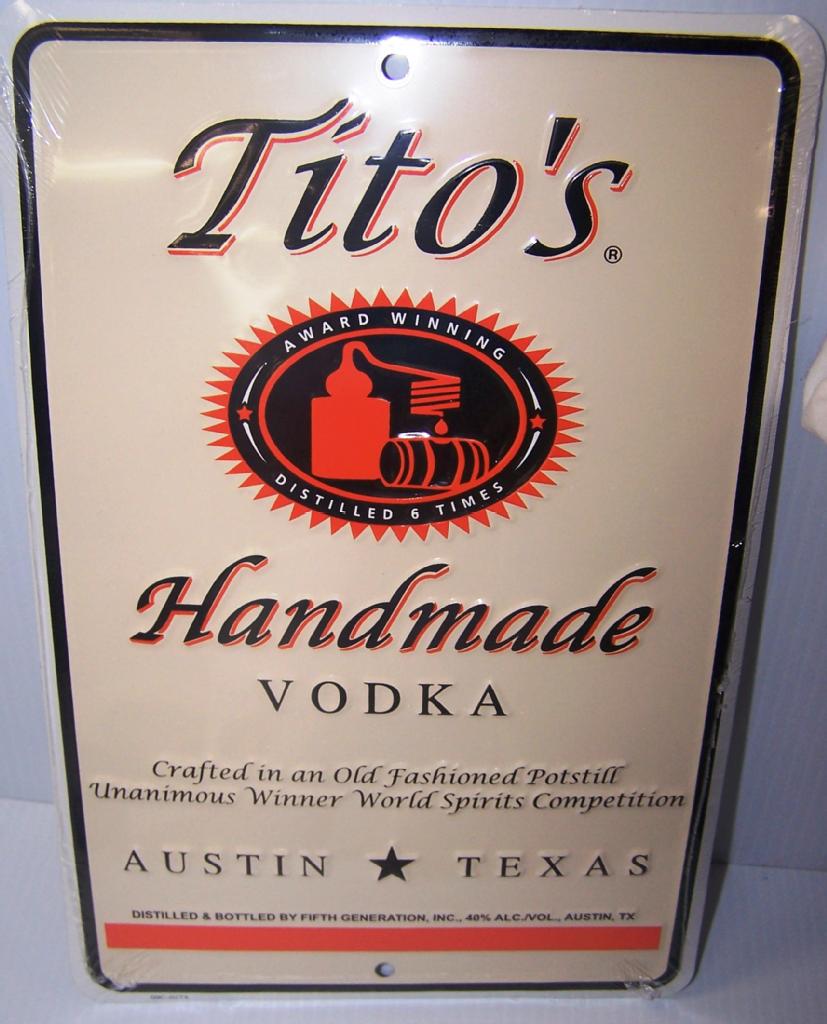 Tito's®
AWARD WINNING
DISTILLED 6 TIMES
Handmade
VODKA
Crafted in an Old Fashioned Potstill
Unanimous Winner World Spirits Competition
AUSTIN ★ TEXAS
DISTILLED & BOTTLED BY FIFTH GENERATION, INC., 40% ALC./VOL., AUSTIN, TX